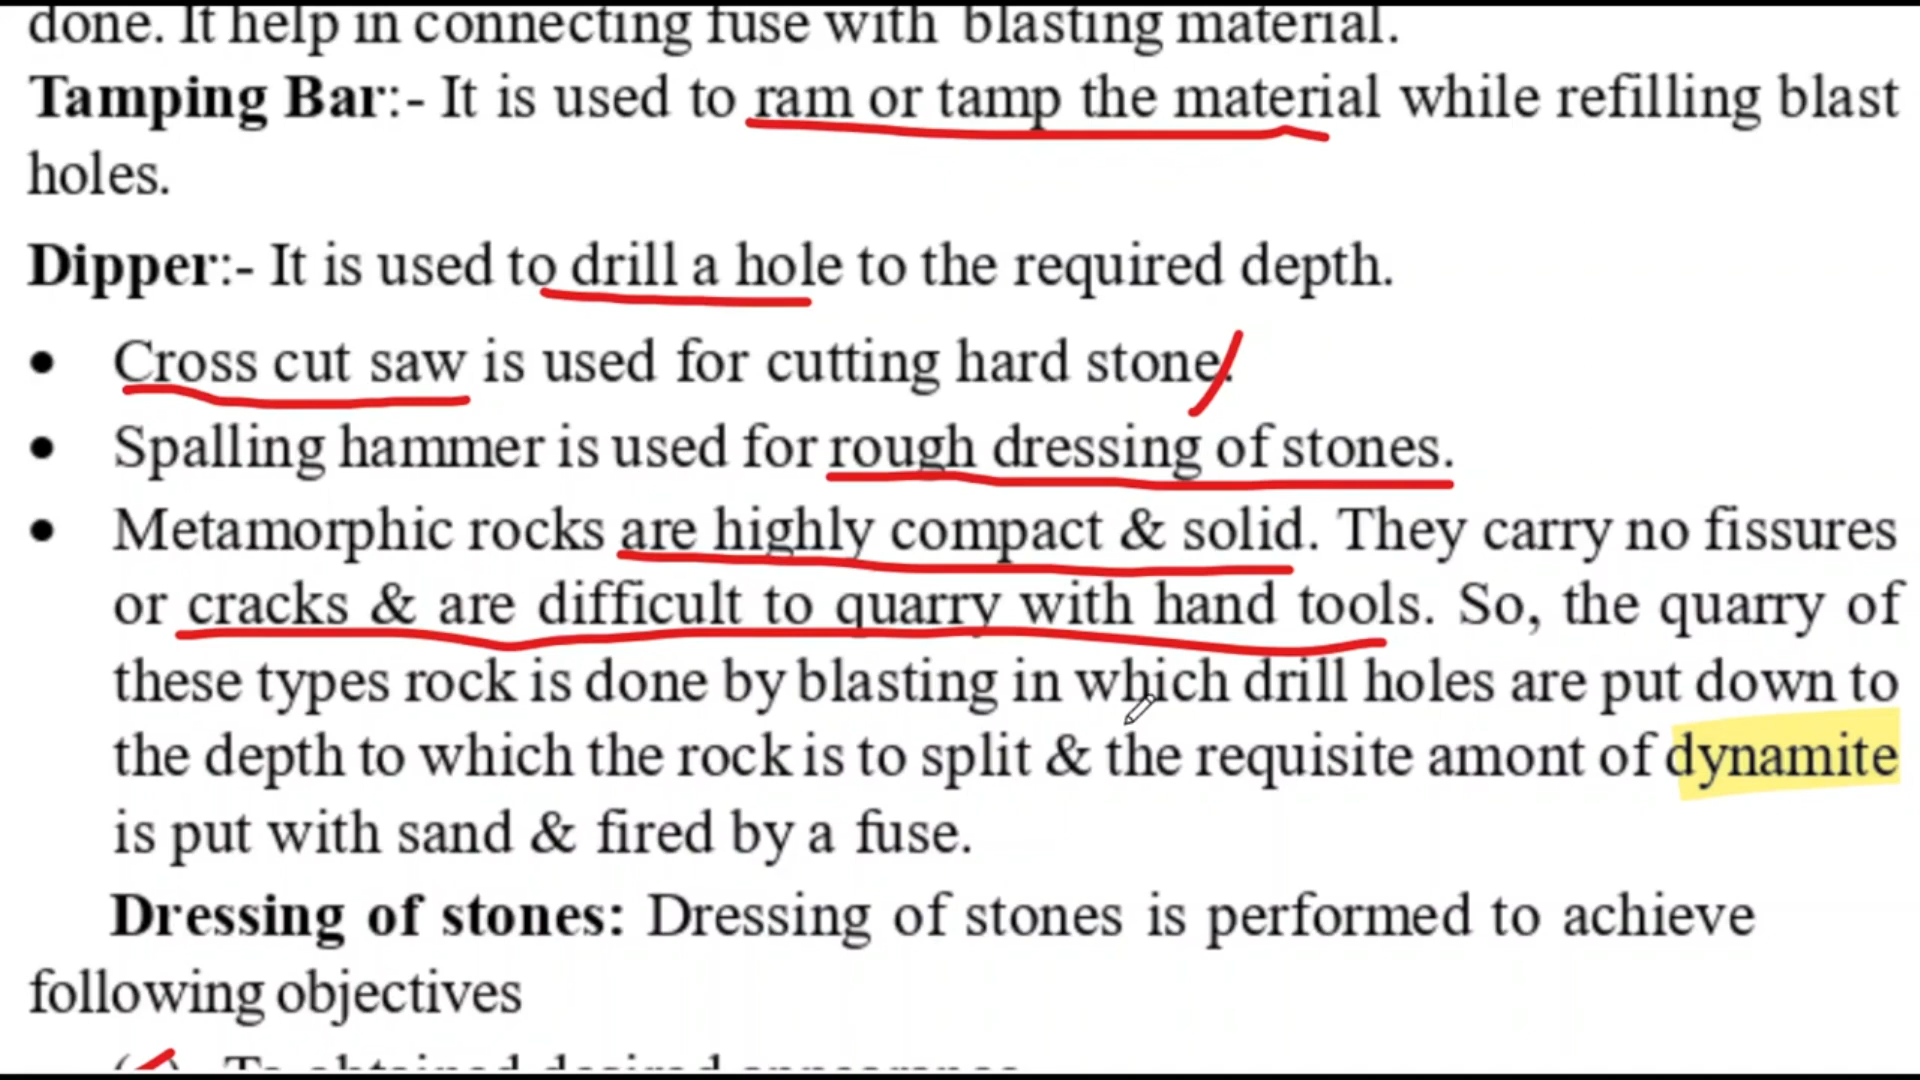 done. It help in connecting fuse with blasting material.
Tamping Bar:- It is used to ram or tamp the material while refilling blast
holes.
Dipper:- It is used to drill a hole to the required depth.
• Cross cut saw is used for cutting hard stone.
• Spalling hammer is used for rough dressing of stones.
• Metamorphic rocks are highly compact & solid. They carry no fissures
or cracks & are difficult to quarry with hand tools. So, the quarry of
these types rock is done by blasting in which drill holes are put down to
the depth to which the rock is to split & the requisite amont of dynamite
is put with sand & fired by a fuse.
Dressing of stones: Dressing of stones is performed to achieve
following objectives
To obtained desired appearance